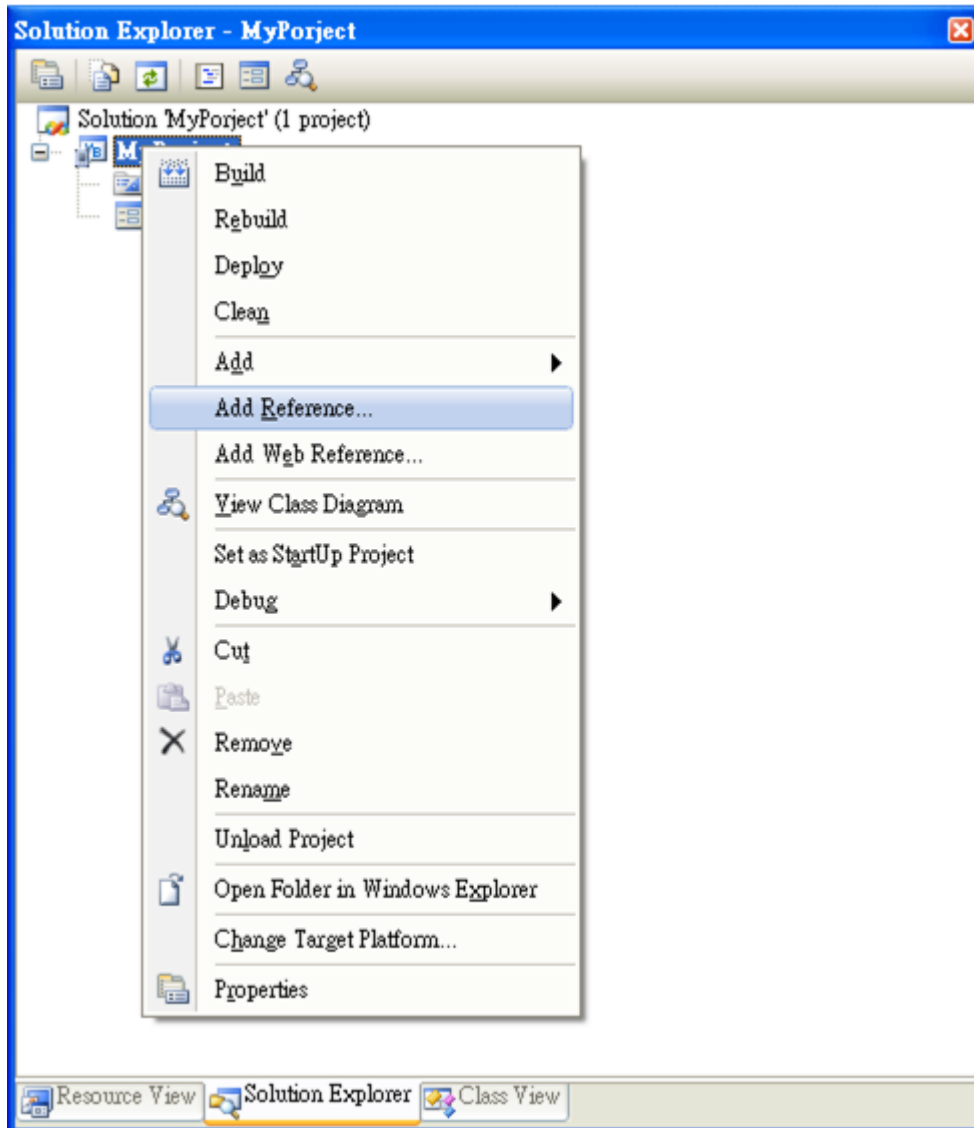 Solution Explorer - MyPorject
Solution 'MyPorject' (1 project)
Build
Rebuild
Deploy
Clean
Add
Add Reference...
Add Web Reference...
View Class Diagram
Set as StartUp Project
Debug
Cut
Paste
Remove
Rename
Unload Project
Open Folder in Windows Explorer
Change Target Platform...
Properties
Resource View Solution Explorer Class View